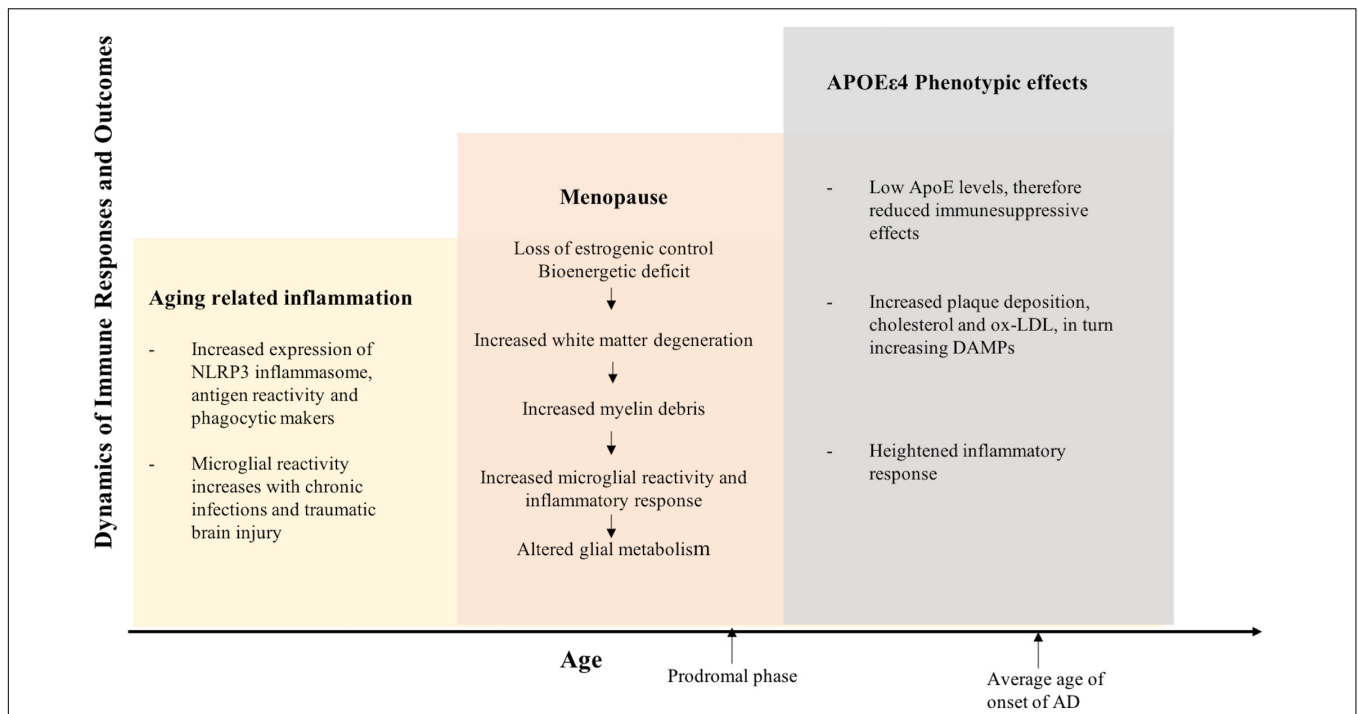 Dynamics of Immune Responses and Outcomes
Aging related inflammation
- Increased expression of
NLRP3 inflammasome,
antigen reactivity and
phagocytic makers
- Microglial reactivity
increases with chronic
infections and traumatic
brain injury
Menopause
Loss of estrogenic control
Bioenergetic deficit
Increased white matter degeneration
Increased myelin debris
Increased microglial reactivity and
inflammatory response
Altered glial metabolism
APOEε4 Phenotypic effects
- Low ApoE levels, therefore
reduced immunesuppressive
effects
- Increased plaque deposition,
cholesterol and ox-LDL, in turn
increasing DAMPs
- Heightened inflammatory
response
Age
Prodromal phase
Average age of
onset of AD